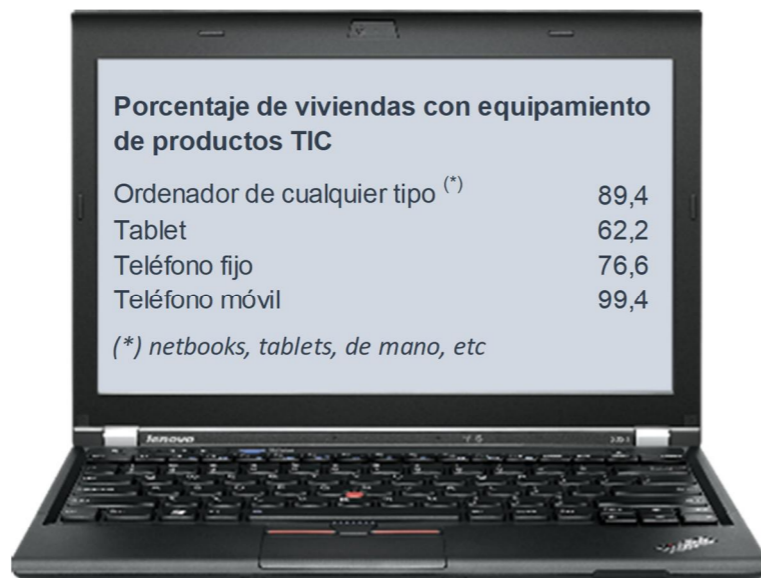 Porcentaje de viviendas con equipamiento
de productos TIC
Ordenador de cualquier tipo (*) 89,4
Tablet 62,2
Teléfono fijo 76,6
Teléfono móvil 99,4
(*) netbooks, tablets, de mano, etc
lenovo